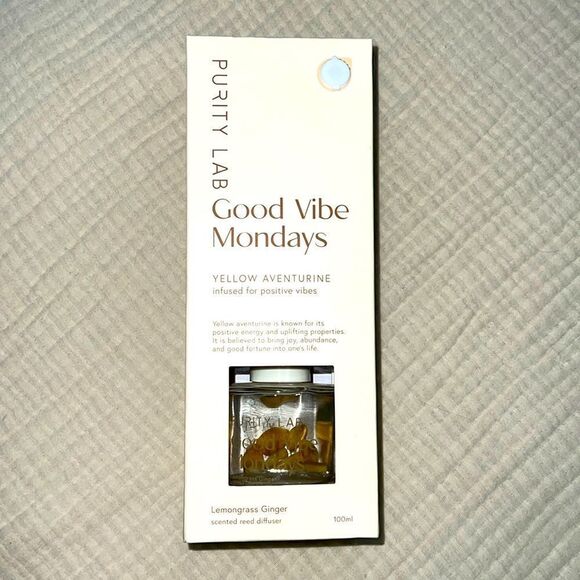 PURITY LAB
Good Vibe
Mondays
YELLOW AVENTURINE
infused for positive vibes
Yellow aventurine is known for its
positive energy and uplifting properties.
It is believed to bring joy, abundance,
and good fortune into one's life.
URITY LAB
Lemongrass Ginger
scented reed diffuser
100ml